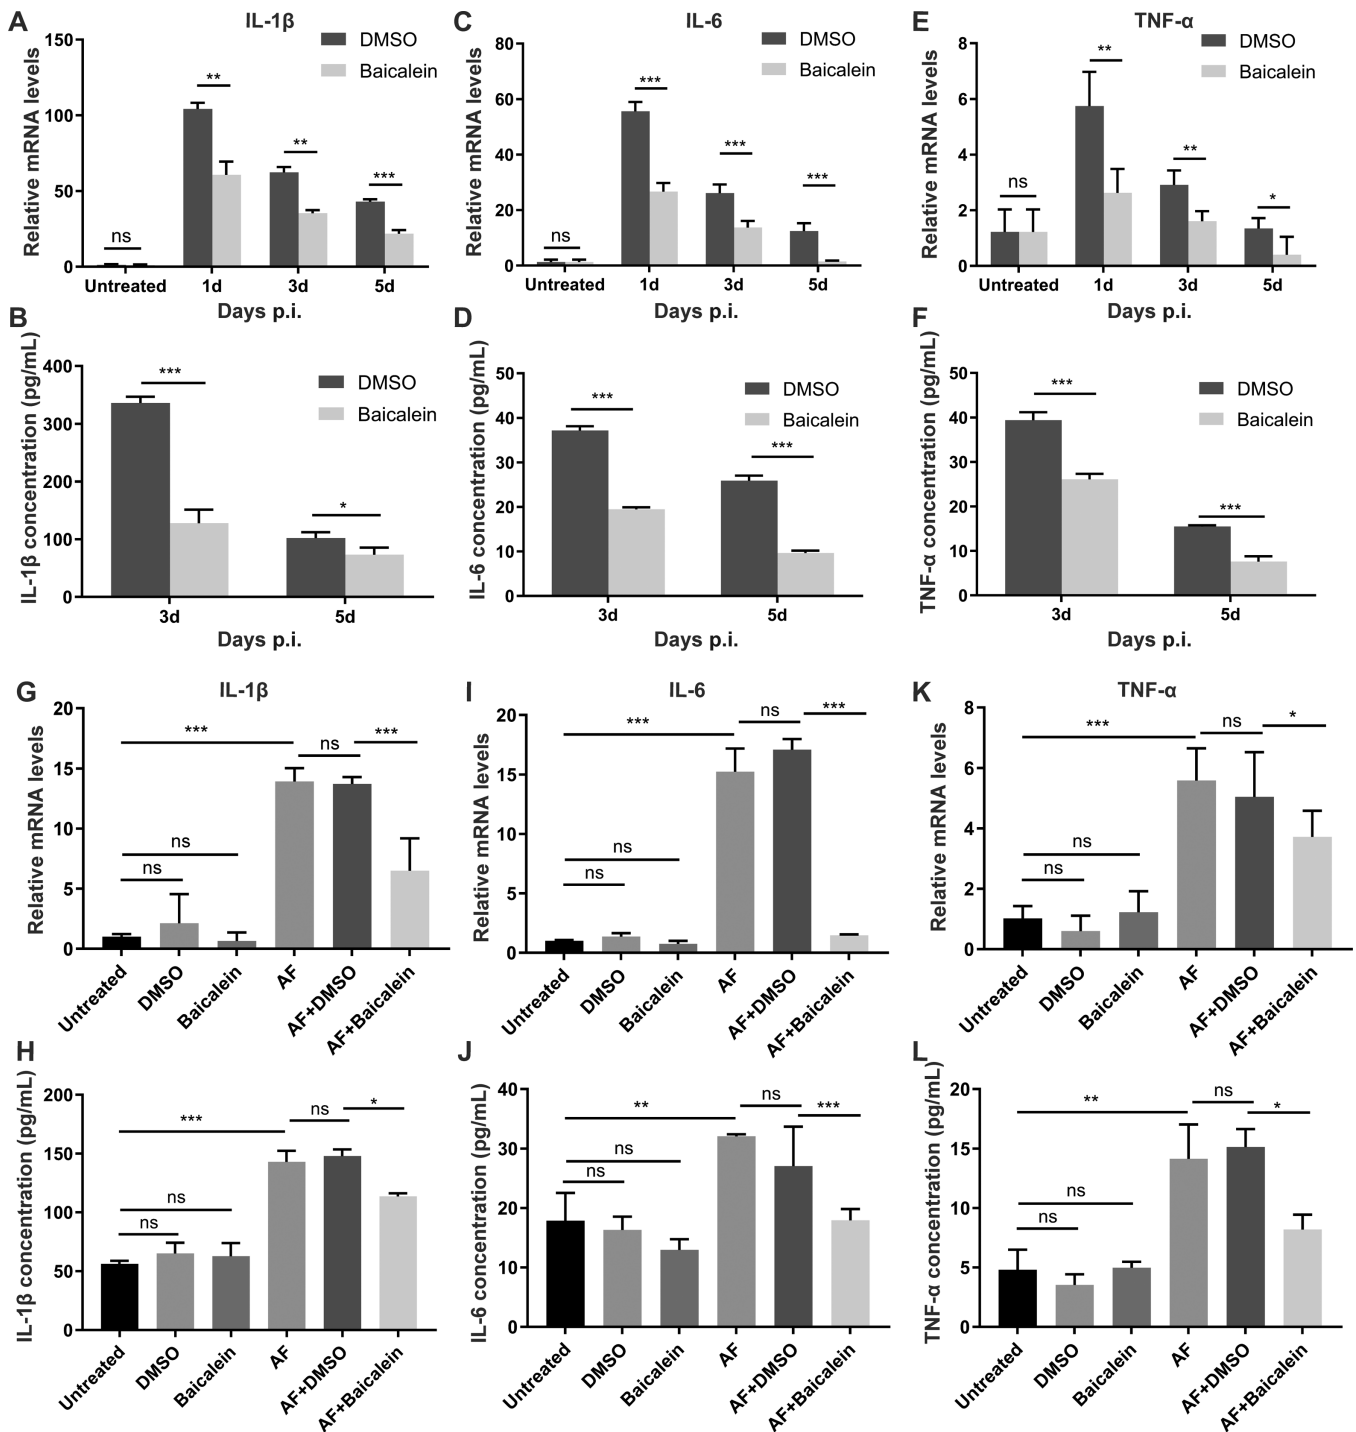 A
IL-1β
Relative mRNA levels
150
100
50
0
DMSO
Baicalein
ns
**
**
***
Untreated
1d
3d
5d
Days p.i.
C
IL-6
Relative mRNA levels
80
60
40
20
0
DMSO
Baicalein
ns
***
***
***
Untreated
1d
3d
5d
Days p.i.
E
TNF-α
Relative mRNA levels
8
6
4
2
0
DMSO
Baicalein
ns
**
**
*
Untreated
1d
3d
5d
Days p.i.
B
IL-1β concentration (pg/mL)
400
300
200
100
0
DMSO
Baicalein
***
*
3d
5d
Days p.i.
D
IL-6 concentration (pg/mL)
50
40
30
20
10
0
DMSO
Baicalein
***
***
3d
5d
Days p.i.
F
TNF-α concentration (pg/mL)
50
40
30
20
10
0
DMSO
Baicalein
***
***
3d
5d
Days p.i.
G
IL-1β
Relative mRNA levels
20
15
10
5
0
***
ns
***
ns
ns
Untreated
DMSO
Baicalein
AF
AF+DMSO
AF+Baicalein
I
IL-6
Relative mRNA levels
20
15
10
5
0
***
ns
***
ns
ns
Untreated
DMSO
Baicalein
AF
AF+DMSO
AF+Baicalein
K
TNF-α
Relative mRNA levels
8
6
4
2
0
***
ns
*
ns
ns
Untreated
DMSO
Baicalein
AF
AF+DMSO
AF+Baicalein
H
IL-1β concentration (pg/mL)
200
150
100
50
0
***
ns
*
ns
ns
Untreated
DMSO
Baicalein
AF
AF+DMSO
AF+Baicalein
J
IL-6 concentration (pg/mL)
40
30
20
10
0
**
ns
***
ns
ns
Untreated
DMSO
Baicalein
AF
AF+DMSO
AF+Baicalein
L
TNF-α concentration (pg/mL)
20
15
10
5
0
**
ns
*
ns
ns
Untreated
DMSO
Baicalein
AF
AF+DMSO
AF+Baicalein